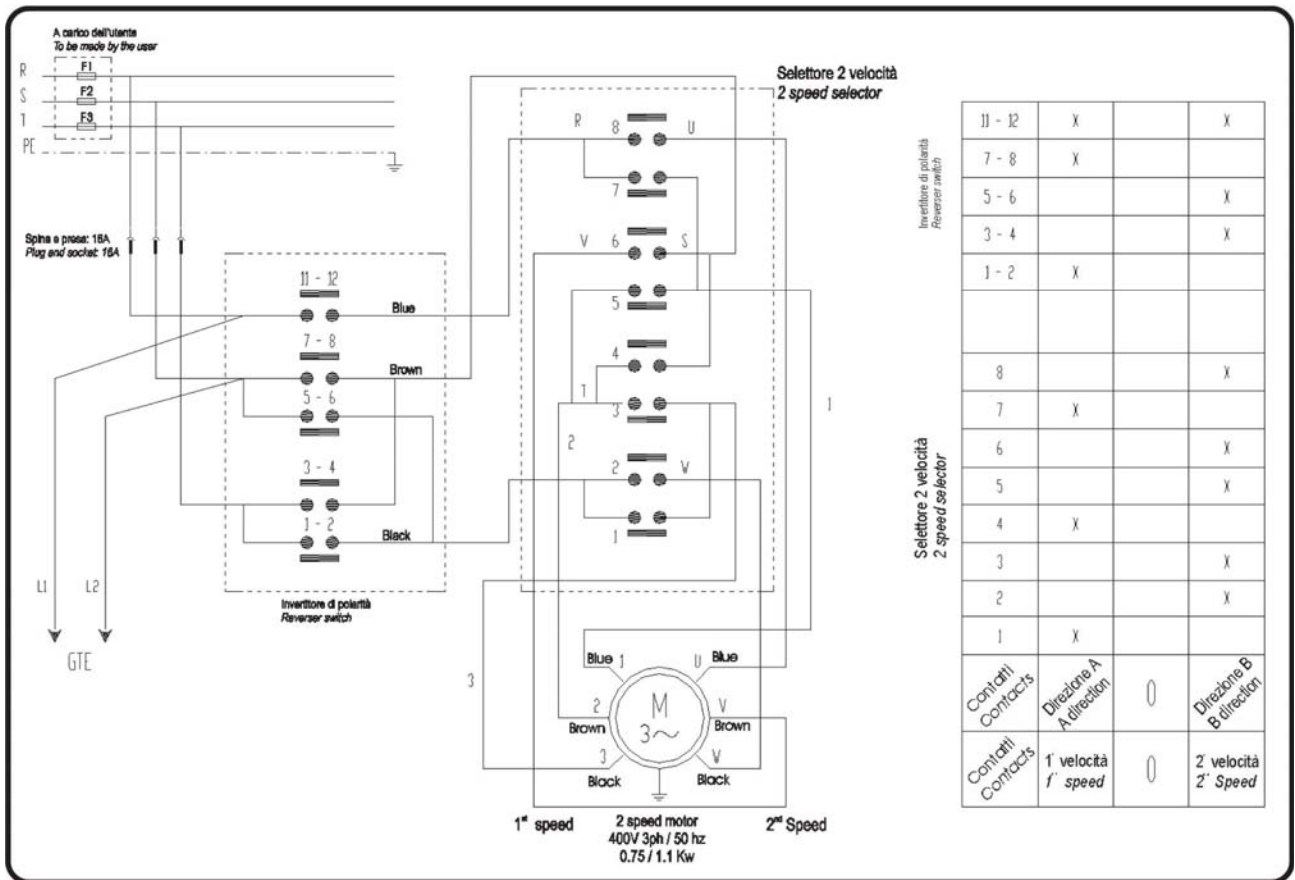 A carico dell'utente
To be made by the user
R
F1
S
F2
T
F3
PE
Spina e presa: 16A
Plug and socket: 16A
Selettore 2 velocità
2 speed selector
11 - 12
Blue
7 - 8
Brown
5 - 6
3 - 4
1 - 2
Black
Invertitore di polarità
Reverser switch
L1
L2
GTE
R
8
U
7
V
6
S
5
4
T
3
2
2
W
1
1
3
Blue
1
U
Blue
2
M
V
Brown
3~
Brown
3
W
Black
Black
1st speed
2 speed motor
400V 3ph / 50 hz
0.75 / 1.1 Kw
2nd Speed
Invertitore di polarità
Reverser switch
11 - 12 X X
7 - 8 X
5 - 6 X
3 - 4 X
1 - 2 X
Selettore 2 velocità
2 speed selector
8 X
7 X
6 X
5 X
4 X
3 X
2 X
1 X
Contatti
Contacts
Direzione A
A direction
0
Direzione B
B direction
Contatti
Contacts
1' velocità
1' speed
0
2' velocità
2' Speed